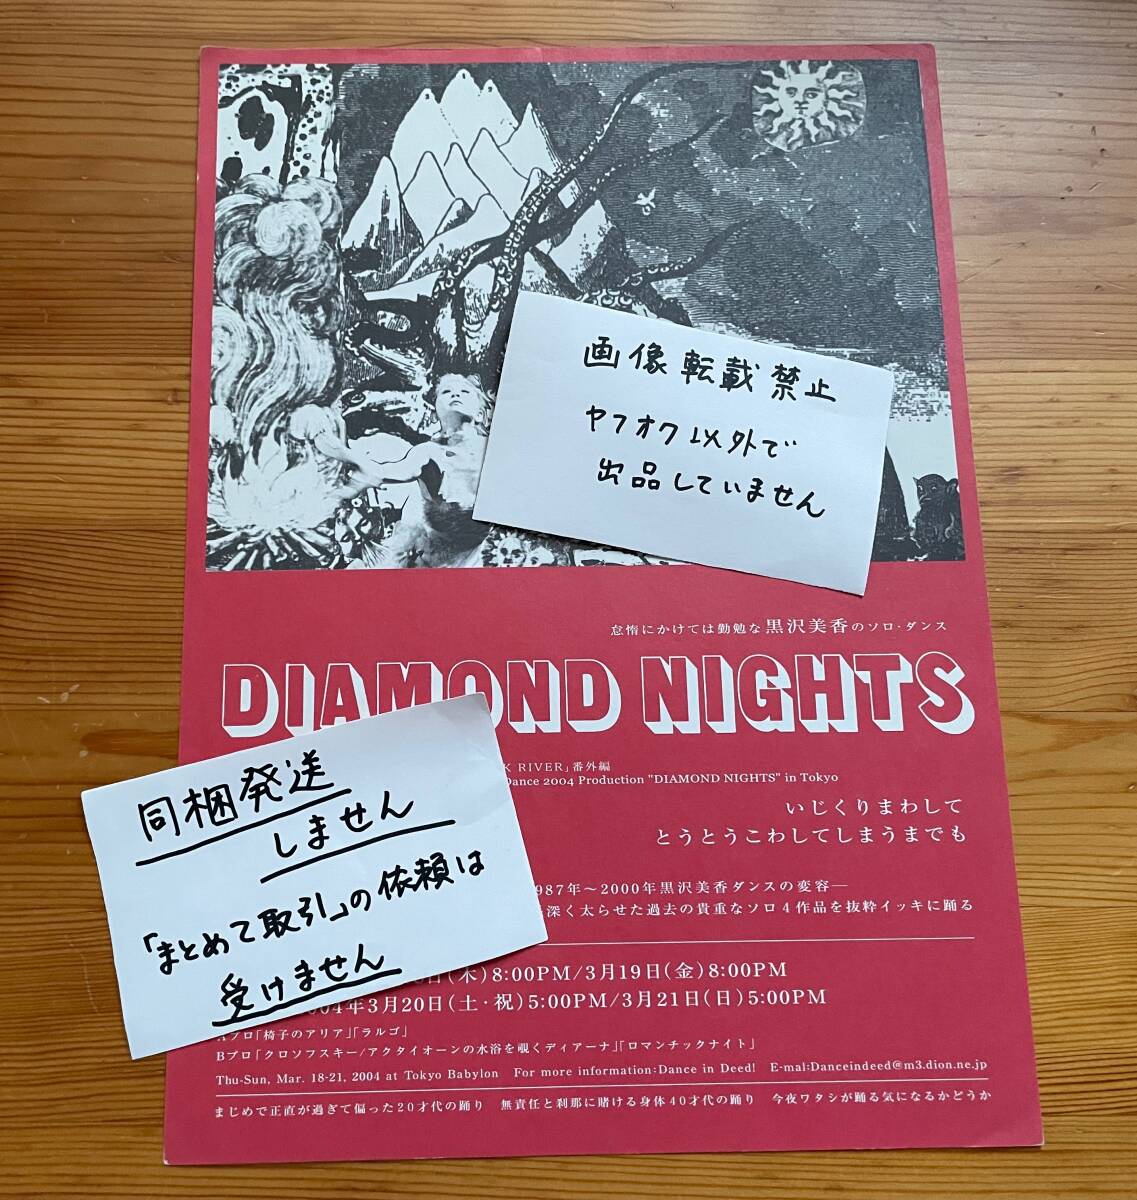 画像転載禁止
ヤフオク以外で
出品していません
怠惰にかけては勤勉な黒沢美香のソロ・ダンス
DIAMOND NIGHTS
K RIVER」番外編
Dance 2004 Production "DIAMOND NIGHTS" in Tokyo
いじくりまわして
とうとうこわしてしまうまでも
同梱発送
しません
「まとめて取引」の依頼は
受けません
987年〜2000年黒沢美香ダンスの変容―
深く太らせた過去の貴重なソロ4作品を抜粋イッキに踊る
日(木)8:00PM/3月19日(金)8:00PM
2004年3月20日(土・祝)5:00PM/3月21日(日)5:00PM
Aプロ「椅子のアリア」「ラルゴ」
Bプロ「クロソフスキー/アクタイオーンの水浴を覗くディアーナ」「ロマンチックナイト」
Thu-Sun, Mar. 18-21, 2004 at Tokyo Babylon For more information:Dance in Deed! E-mal:Danceindeed@m3.dion.ne.jp
まじめで正直が過ぎて偏った20才代の踊り 無責任と刹那に賭ける身体40才代の踊り 今夜ワタシが踊る気になるかどうか